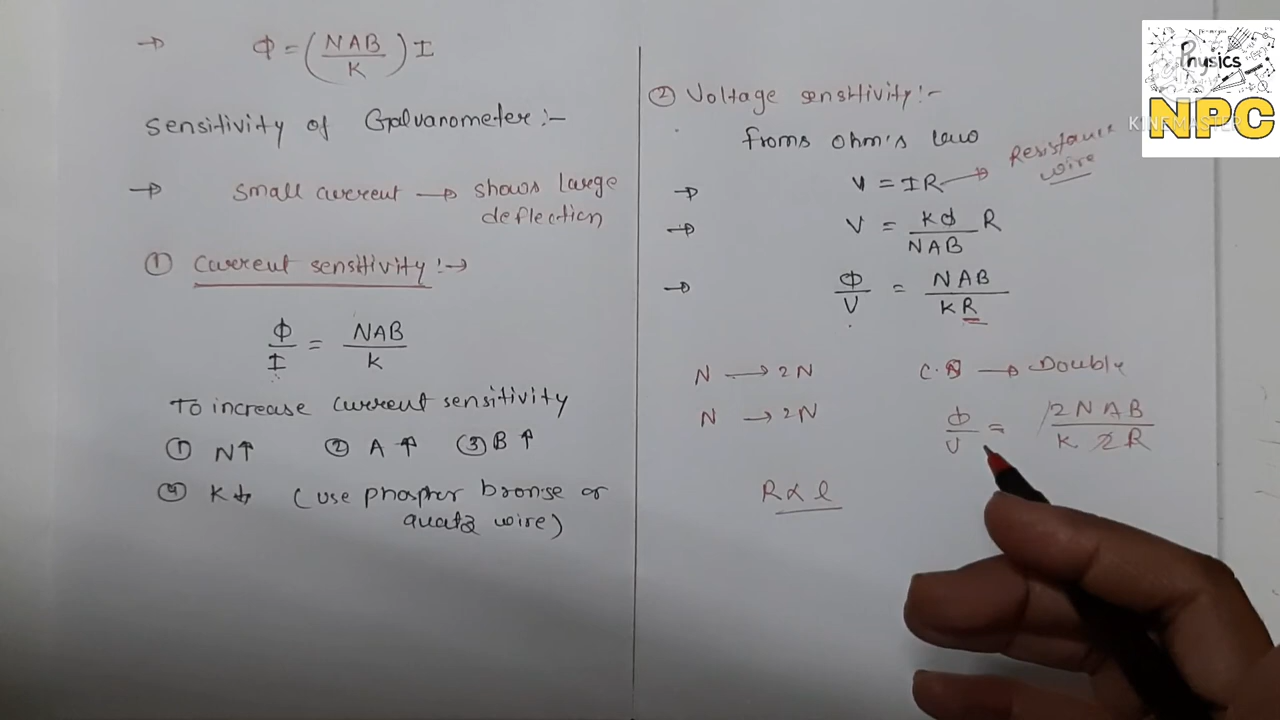 → Φ = (NAB/K) I
Sensitivity of Galvanometer :-
→ small current → shows large
deflection
① Current sensitivity :→
Φ/I = NAB/K
To increase current sensitivity
① N↑ ② A ↑ ③ B ↑
④ K↓ (use phospher bronse or
quatz wire)
② Voltage sensitivity :-
froms ohm's law
→ V = IR → Resistance
wire
→ V = KΦ/NAB R
→ Φ/V = NAB/KR
N → 2N C.S → Double
N → 2N Φ/V = 2NAB/K 2R
R ∝ l
Physics
NPC
KINEMASTER